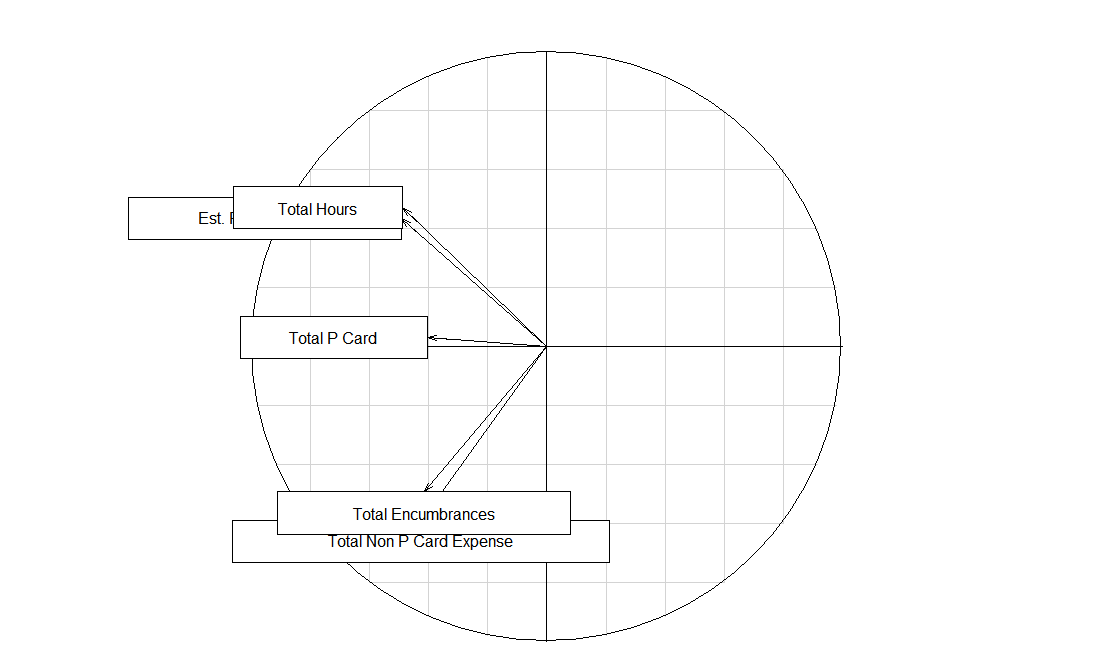 Total Hours
Est.
Total P Card
Total Encumbrances
Total Non P Card Expense